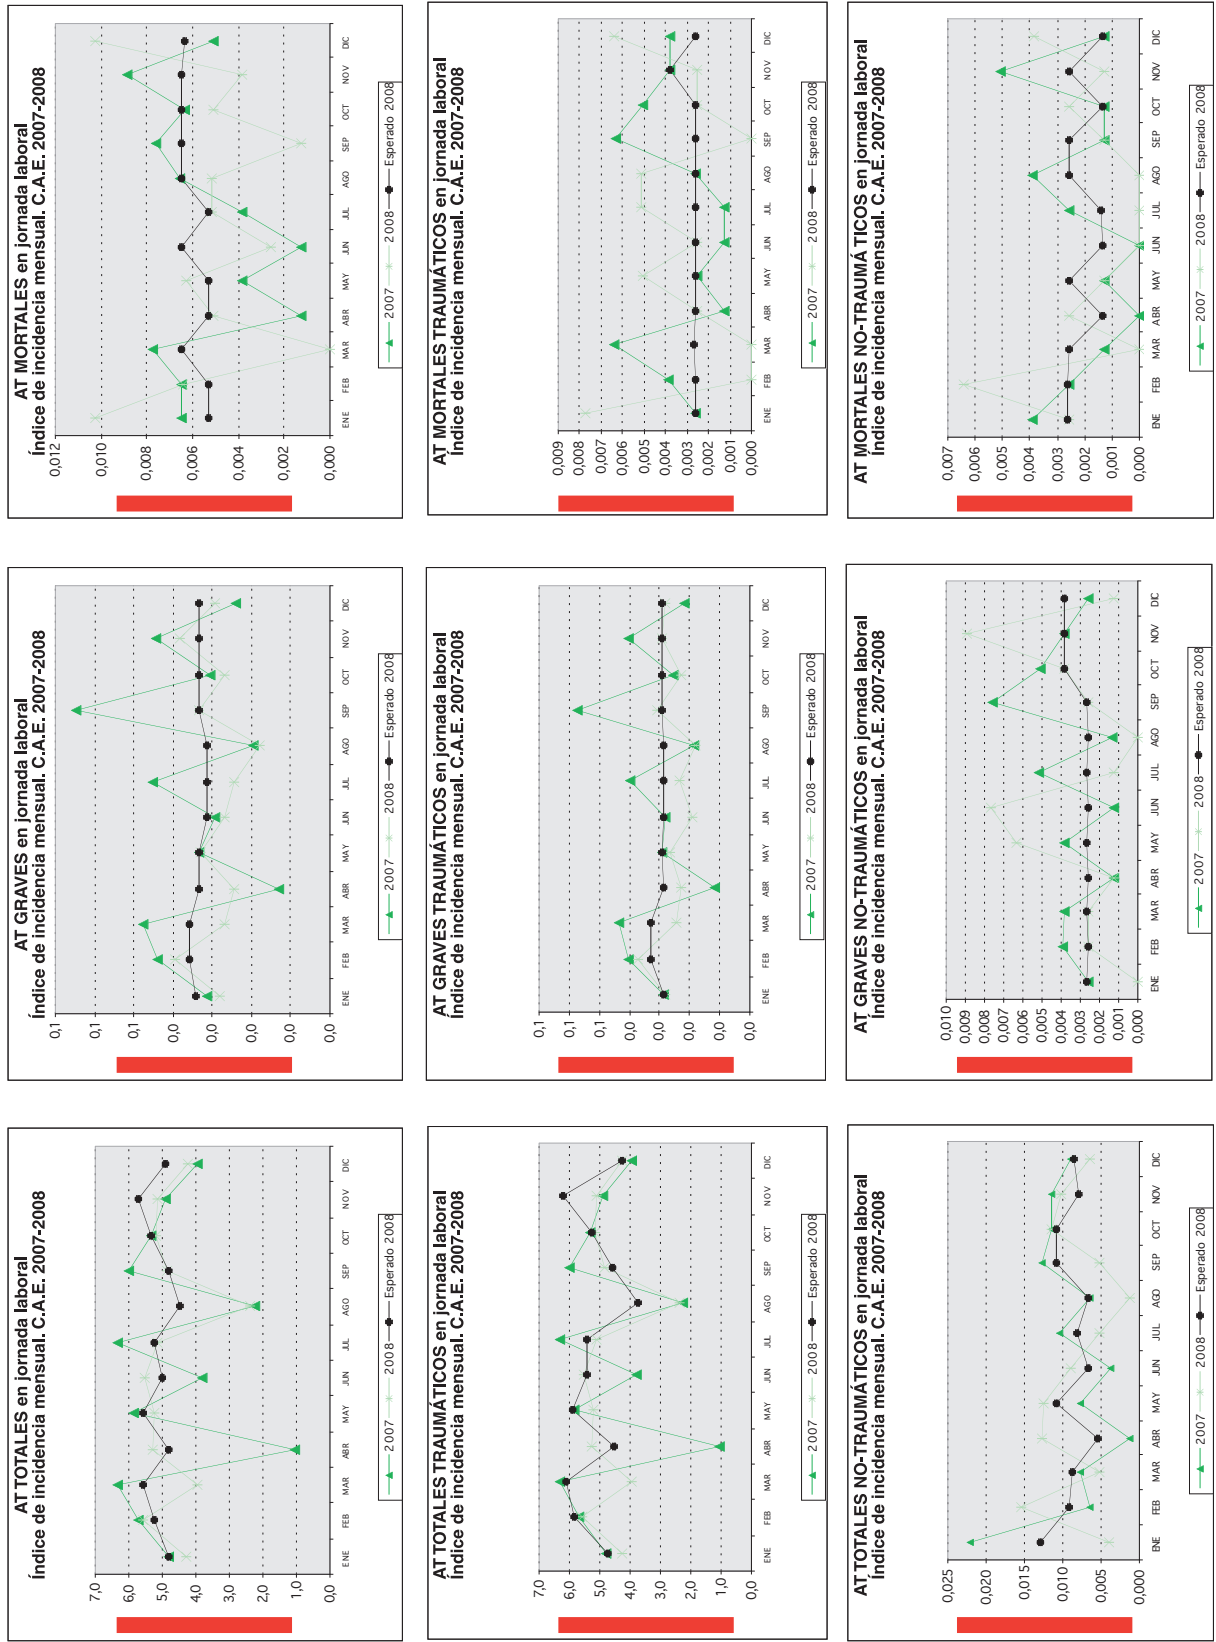 AT TOTALES en jornada laboral
Índice de incidencia mensual. C.A.E. 2007-2008
7,0
6,0
5,0
4,0
3,0
2,0
1,0
0,0
ENE FEB MAR ABR MAY JUN JUL AGO SEP OCT NOV DIC
2007 2008 Esperado 2008
AT GRAVES en jornada laboral
Índice de incidencia mensual. C.A.E. 2007-2008
0,1
0,1
0,1
0,0
0,0
0,0
0,0
0,0
ENE FEB MAR ABR MAY JUN JUL AGO SEP OCT NOV DIC
2007 2008 Esperado 2008
AT MORTALES en jornada laboral
Índice de incidencia mensual. C.A.E. 2007-2008
0,012
0,010
0,008
0,006
0,004
0,002
0,000
ENE FEB MAR ABR MAY JUN JUL AGO SEP OCT NOV DIC
2007 2008 Esperado 2008
AT TOTALES TRAUMÁTICOS en jornada laboral
Índice de incidencia mensual. C.A.E. 2007-2008
7,0
6,0
5,0
4,0
3,0
2,0
1,0
0,0
ENE FEB MAR ABR MAY JUN JUL AGO SEP OCT NOV DIC
2007 2008 Esperado 2008
AT GRAVES TRAUMÁTICOS en jornada laboral
Índice de incidencia mensual. C.A.E. 2007-2008
0,1
0,1
0,1
0,0
0,0
0,0
0,0
0,0
ENE FEB MAR ABR MAY JUN JUL AGO SEP OCT NOV DIC
2007 2008 Esperado 2008
AT MORTALES TRAUMÁTICOS en jornada laboral
Índice de incidencia mensual. C.A.E. 2007-2008
0,009
0,008
0,007
0,006
0,005
0,004
0,003
0,002
0,001
0,000
ENE FEB MAR ABR MAY JUN JUL AGO SEP OCT NOV DIC
2007 2008 Esperado 2008
AT TOTALES NO-TRAUMÁTICOS en jornada laboral
Índice de incidencia mensual. C.A.E. 2007-2008
0,025
0,020
0,015
0,010
0,005
0,000
ENE FEB MAR ABR MAY JUN JUL AGO SEP OCT NOV DIC
2007 2008 Esperado 2008
AT GRAVES NO-TRAUMÁTICOS en jornada laboral
Índice de incidencia mensual. C.A.E. 2007-2008
0,010
0,009
0,008
0,007
0,006
0,005
0,004
0,003
0,002
0,001
0,000
ENE FEB MAR ABR MAY JUN JUL AGO SEP OCT NOV DIC
2007 2008 Esperado 2008
AT MORTALES NO-TRAUMÁTICOS en jornada laboral
Índice de incidencia mensual. C.A.E. 2007-2008
0,007
0,006
0,005
0,004
0,003
0,002
0,001
0,000
ENE FEB MAR ABR MAY JUN JUL AGO SEP OCT NOV DIC
2007 2008 Esperado 2008